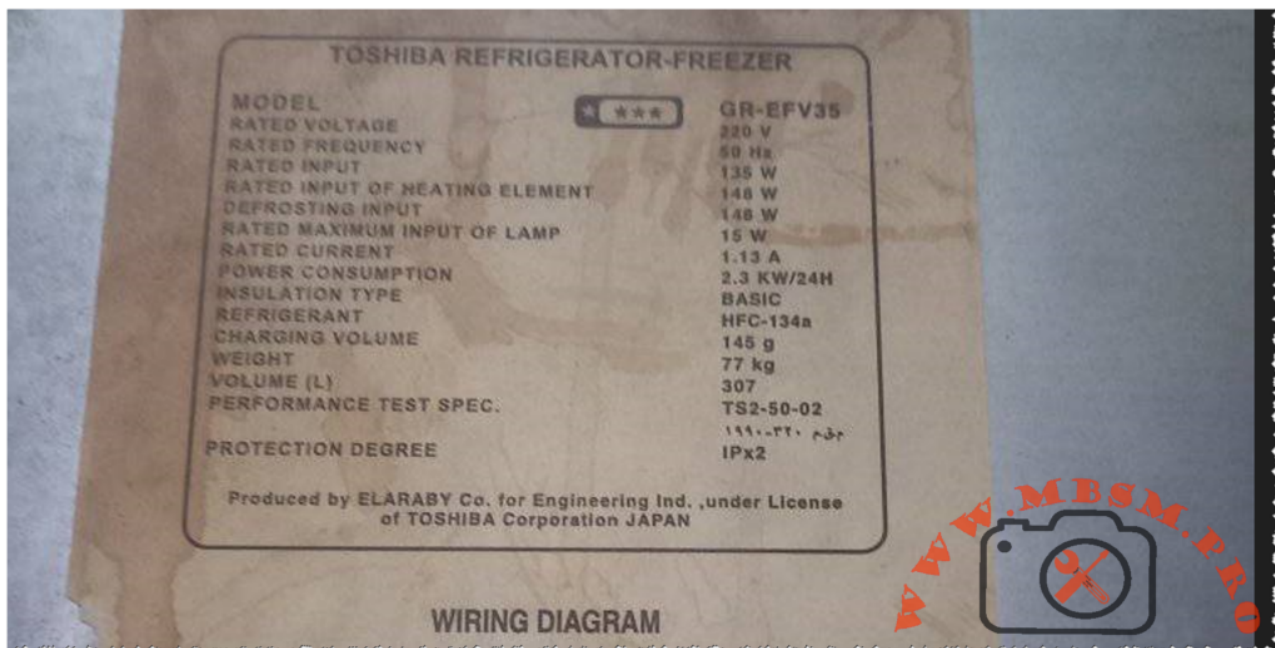 TOSHIBA REFRIGERATOR-FREEZER
MODEL GR-EFV35
RATED VOLTAGE 220 V
RATED FREQUENCY 50 Hz
RATED INPUT 135 W
RATED INPUT OF HEATING ELEMENT 148 W
DEFROSTING INPUT 148 W
RATED MAXIMUM INPUT OF LAMP 15 W
RATED CURRENT 1.13 A
POWER CONSUMPTION 2.3 KW/24H
INSULATION TYPE BASIC
REFRIGERANT HFC-134a
CHARGING VOLUME 145 g
WEIGHT 77 kg
VOLUME (L) 307
PERFORMANCE TEST SPEC. TS2-50-02
م.ق.م ٣٢٠-١٩٩٠
PROTECTION DEGREE IPx2
Produced by ELARABY Co. for Engineering Ind. ,under License
of TOSHIBA Corporation JAPAN
WIRING DIAGRAM
WWW.MBSM.PRO